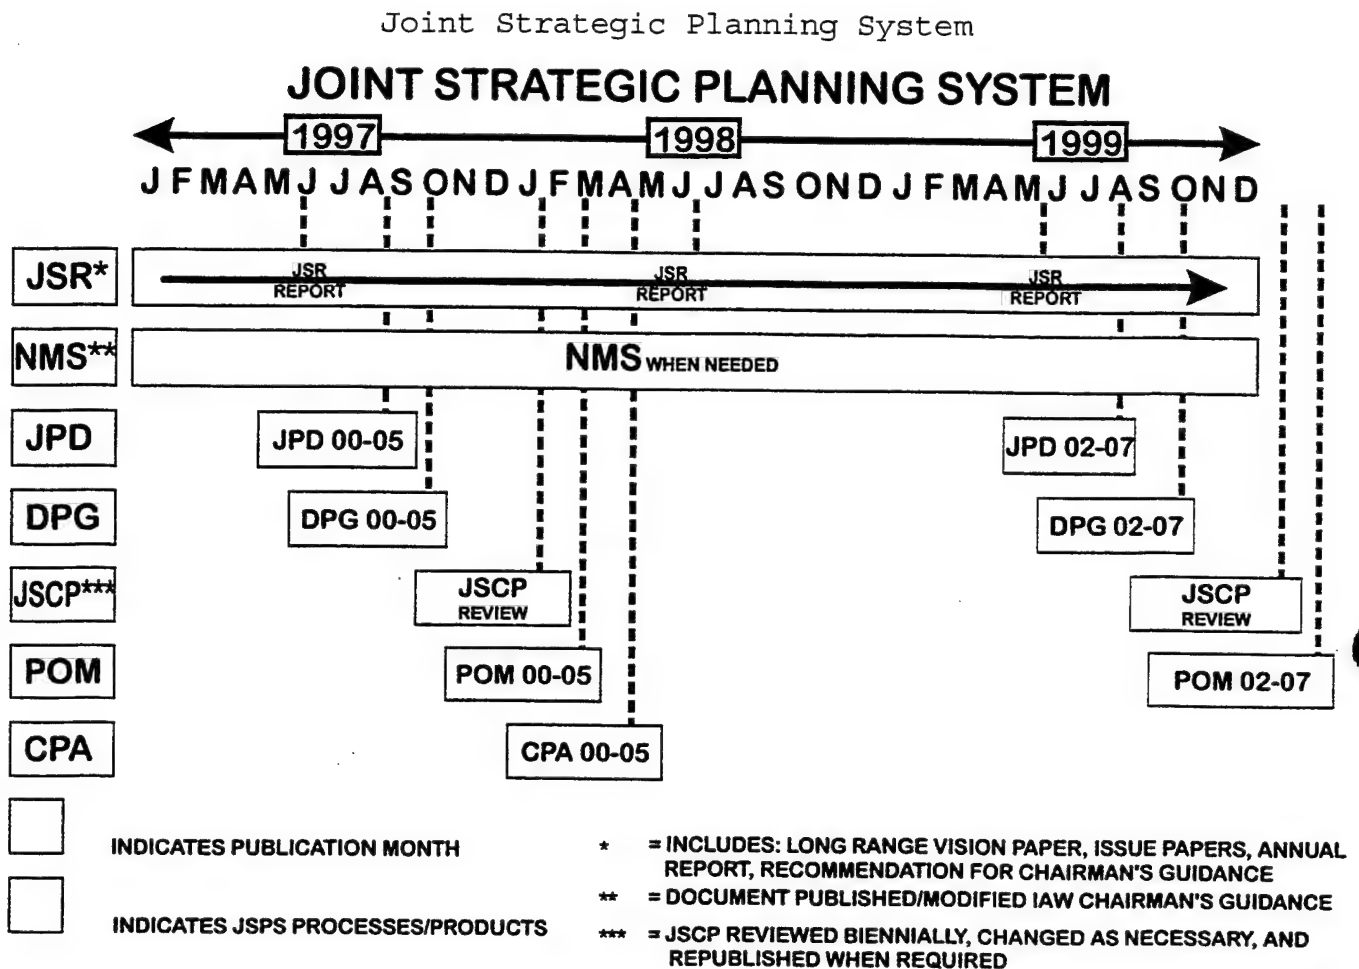 Joint Strategic Planning System
JOINT STRATEGIC PLANNING SYSTEM
1997 1998 1999
J F M A M J J A S O N D J F M A M J J A S O N D J F M A M J J A S O N D
JSR*
JSR REPORT
JSR REPORT
JSR REPORT
NMS**
NMS WHEN NEEDED
JPD
JPD 00-05
JPD 02-07
DPG
DPG 00-05
DPG 02-07
JSCP***
JSCP
REVIEW
JSCP
REVIEW
POM
POM 00-05
POM 02-07
CPA
CPA 00-05
INDICATES PUBLICATION MONTH
INDICATES JSPS PROCESSES/PRODUCTS
* = INCLUDES: LONG RANGE VISION PAPER, ISSUE PAPERS, ANNUAL
REPORT, RECOMMENDATION FOR CHAIRMAN'S GUIDANCE
** = DOCUMENT PUBLISHED/MODIFIED IAW CHAIRMAN'S GUIDANCE
*** = JSCP REVIEWED BIENNIALLY, CHANGED AS NECESSARY, AND
REPUBLISHED WHEN REQUIRED